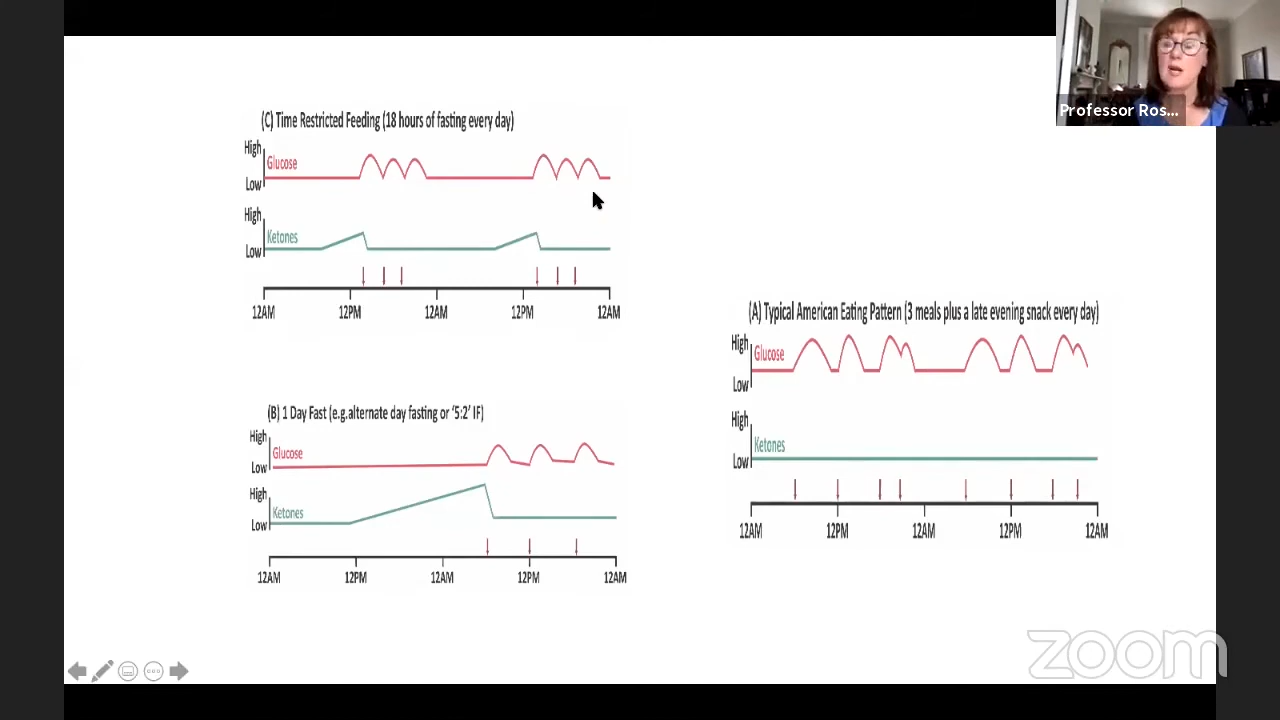 Professor Ros...
(C) Time Restricted Feeding (18 hours of fasting every day)
High
Glucose
Low
High
Ketones
Low
12AM 12PM 12AM 12PM 12AM
(B) 1 Day Fast (e.g.alternate day fasting or ‘5:2’ IF)
High
Glucose
Low
High
Ketones
Low
12AM 12PM 12AM 12PM 12AM
(A) Typical American Eating Pattern (3 meals plus a late evening snack every day)
High
Glucose
Low
High
Ketones
Low
12AM 12PM 12AM 12PM 12AM
zoom